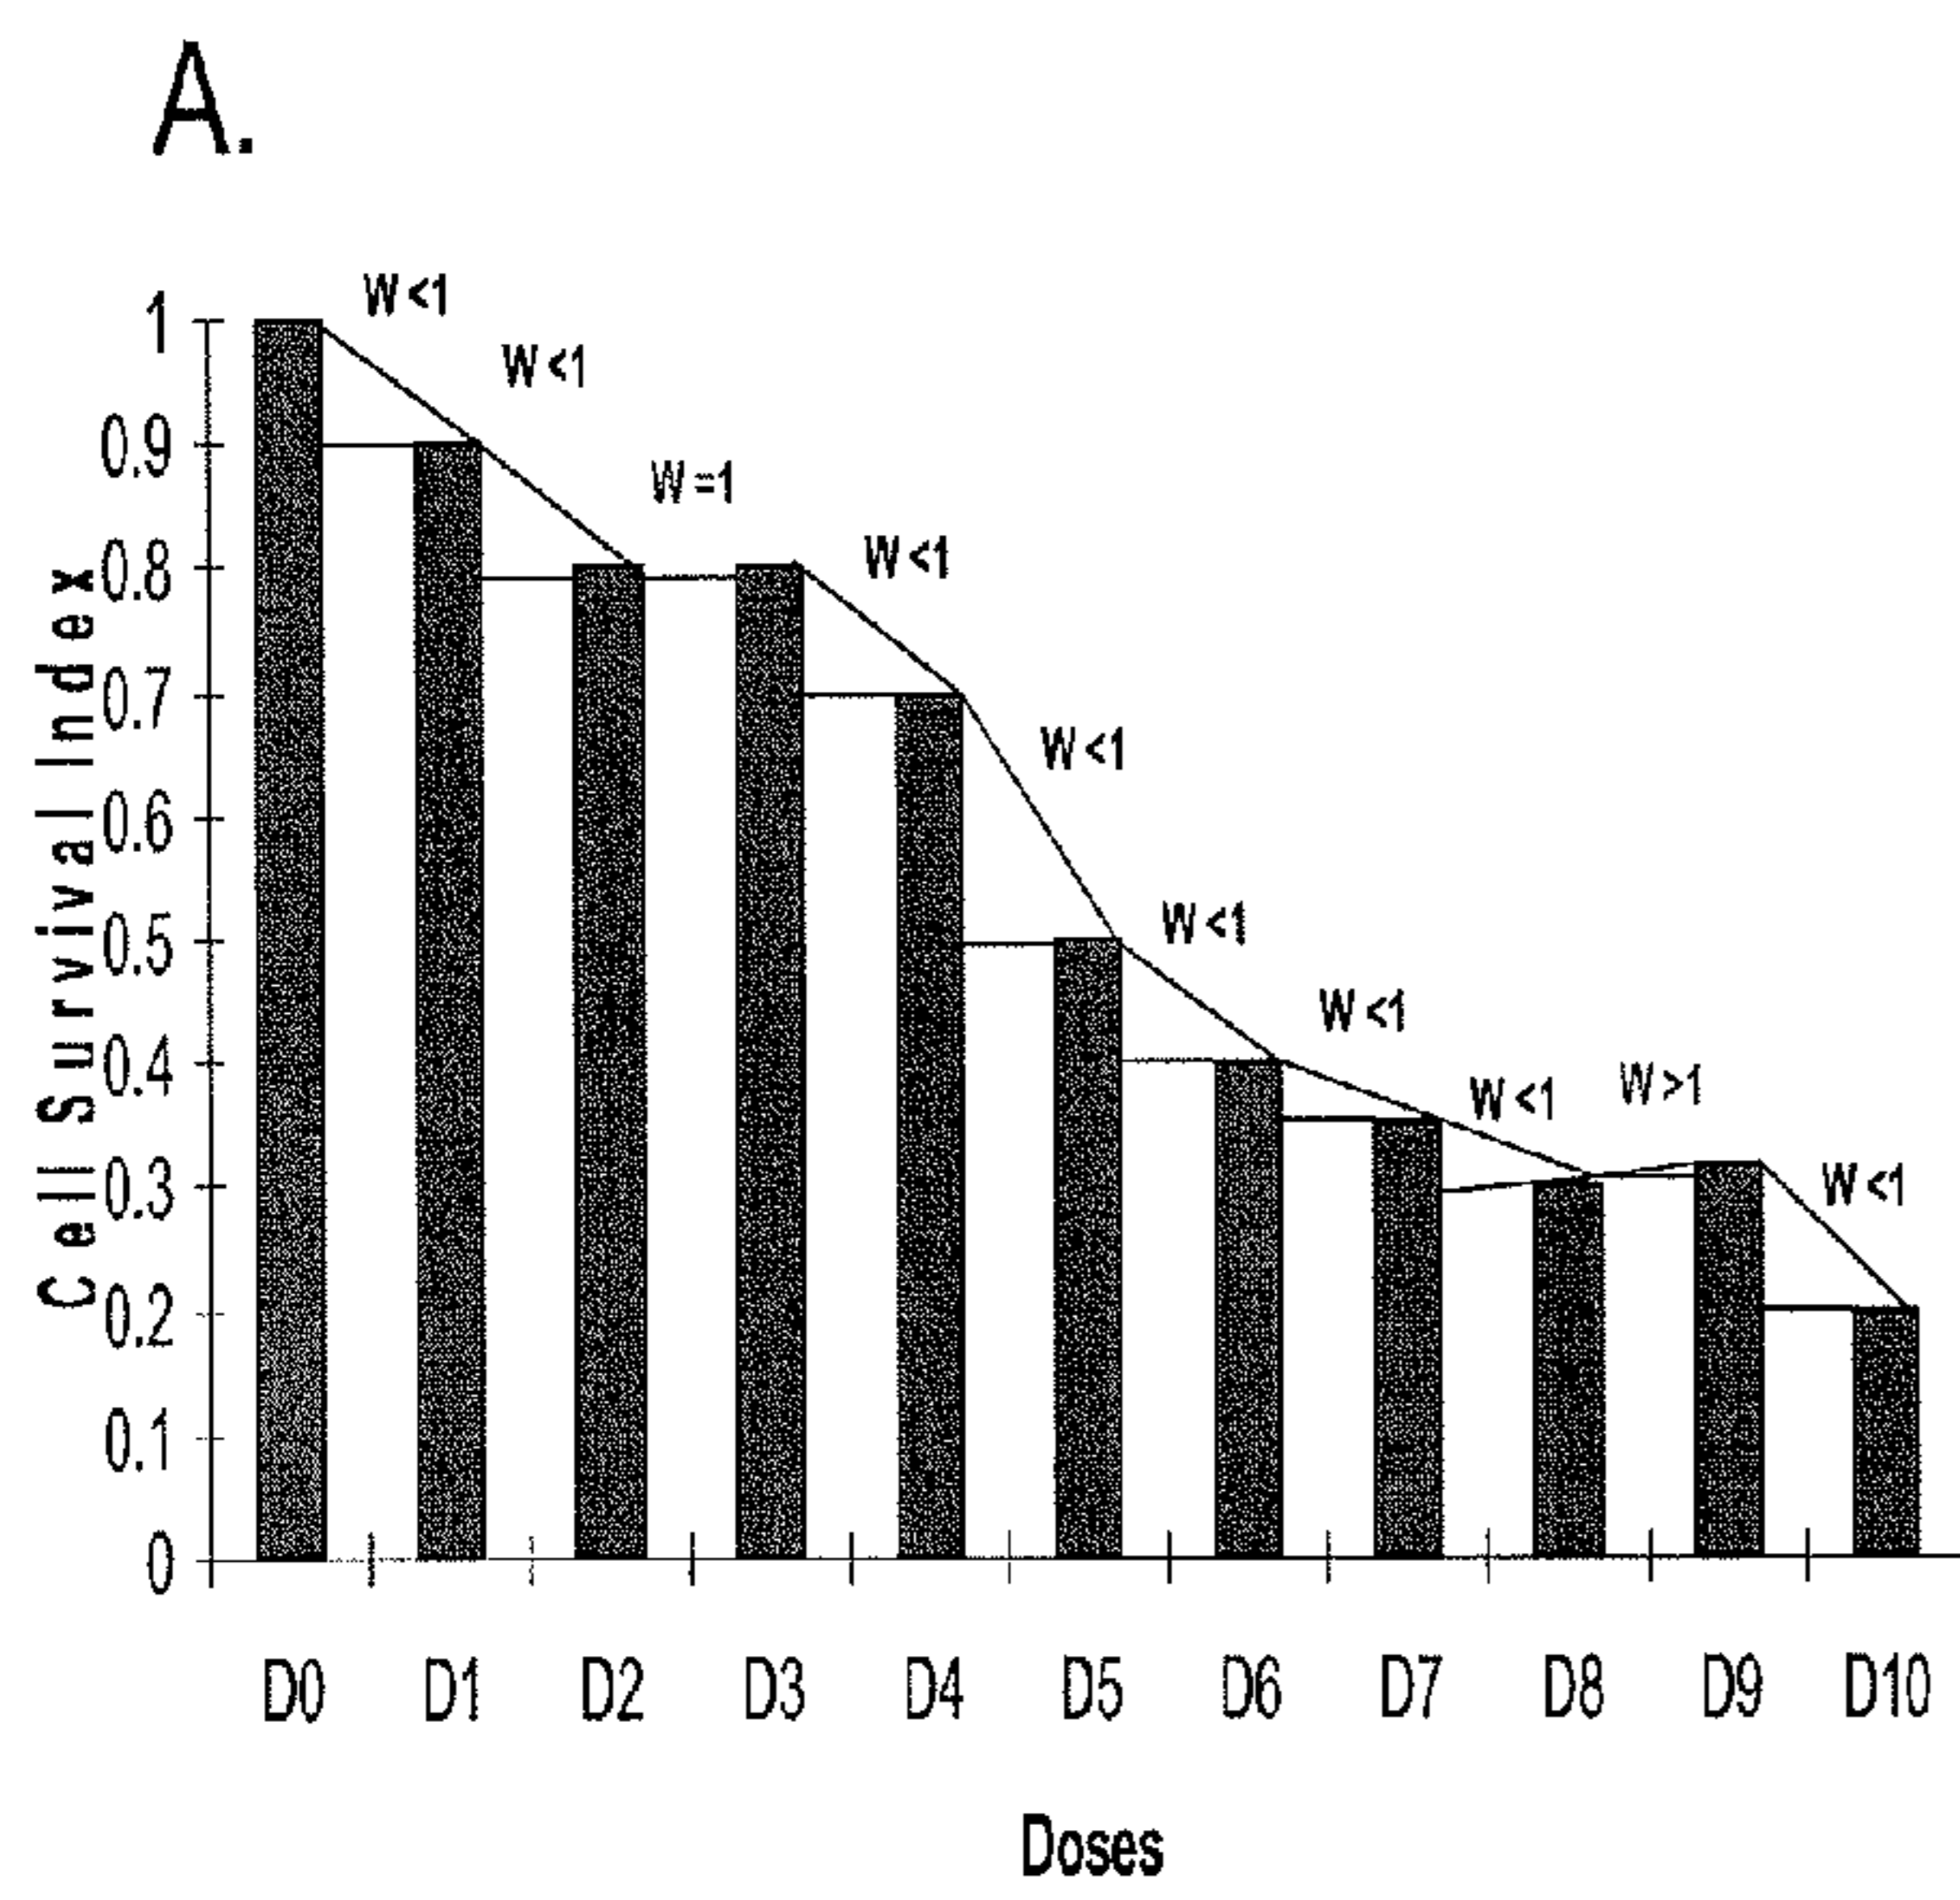 A.
W<1
W<1
W=1
W<1
W<1
W<1
W<1
W<1
W>1
W<1
Cell Survival Index
1
0.9
0.8
0.7
0.6
0.5
0.4
0.3
0.2
0.1
0
D0 D1 D2 D3 D4 D5 D6 D7 D8 D9 D10
Doses